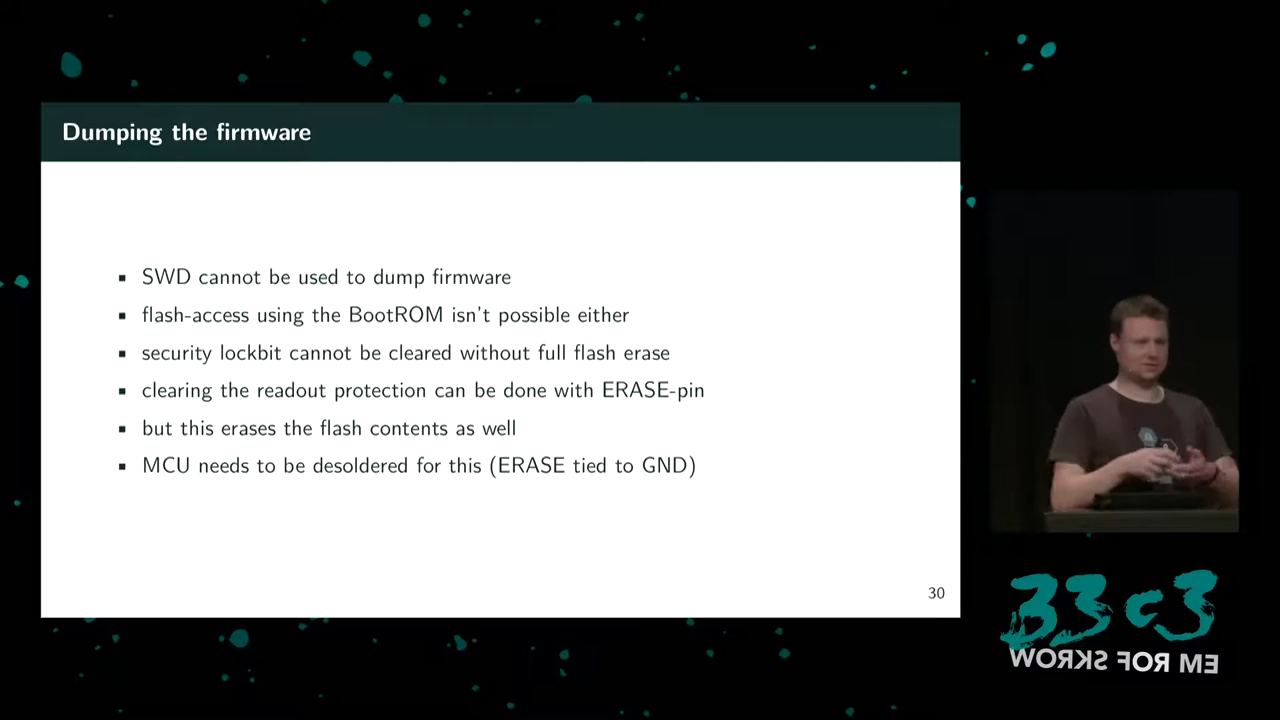 Dumping the firmware
▪ SWD cannot be used to dump firmware
▪ flash-access using the BootROM isn't possible either
▪ security lockbit cannot be cleared without full flash erase
▪ clearing the readout protection can be done with ERASE-pin
▪ but this erases the flash contents as well
▪ MCU needs to be desoldered for this (ERASE tied to GND)
30
33c3
WORKS FOR ME